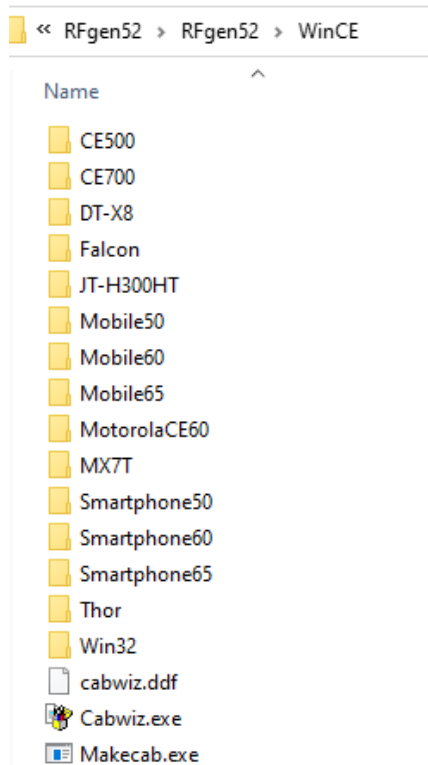 « RFgen52 > RFgen52 > WinCE
Name
CE500
CE700
DT-X8
Falcon
JT-H300HT
Mobile50
Mobile60
Mobile65
MotorolaCE60
MX7T
Smartphone50
Smartphone60
Smartphone65
Thor
Win32
cabwiz.ddf
Cabwiz.exe
Makecab.exe